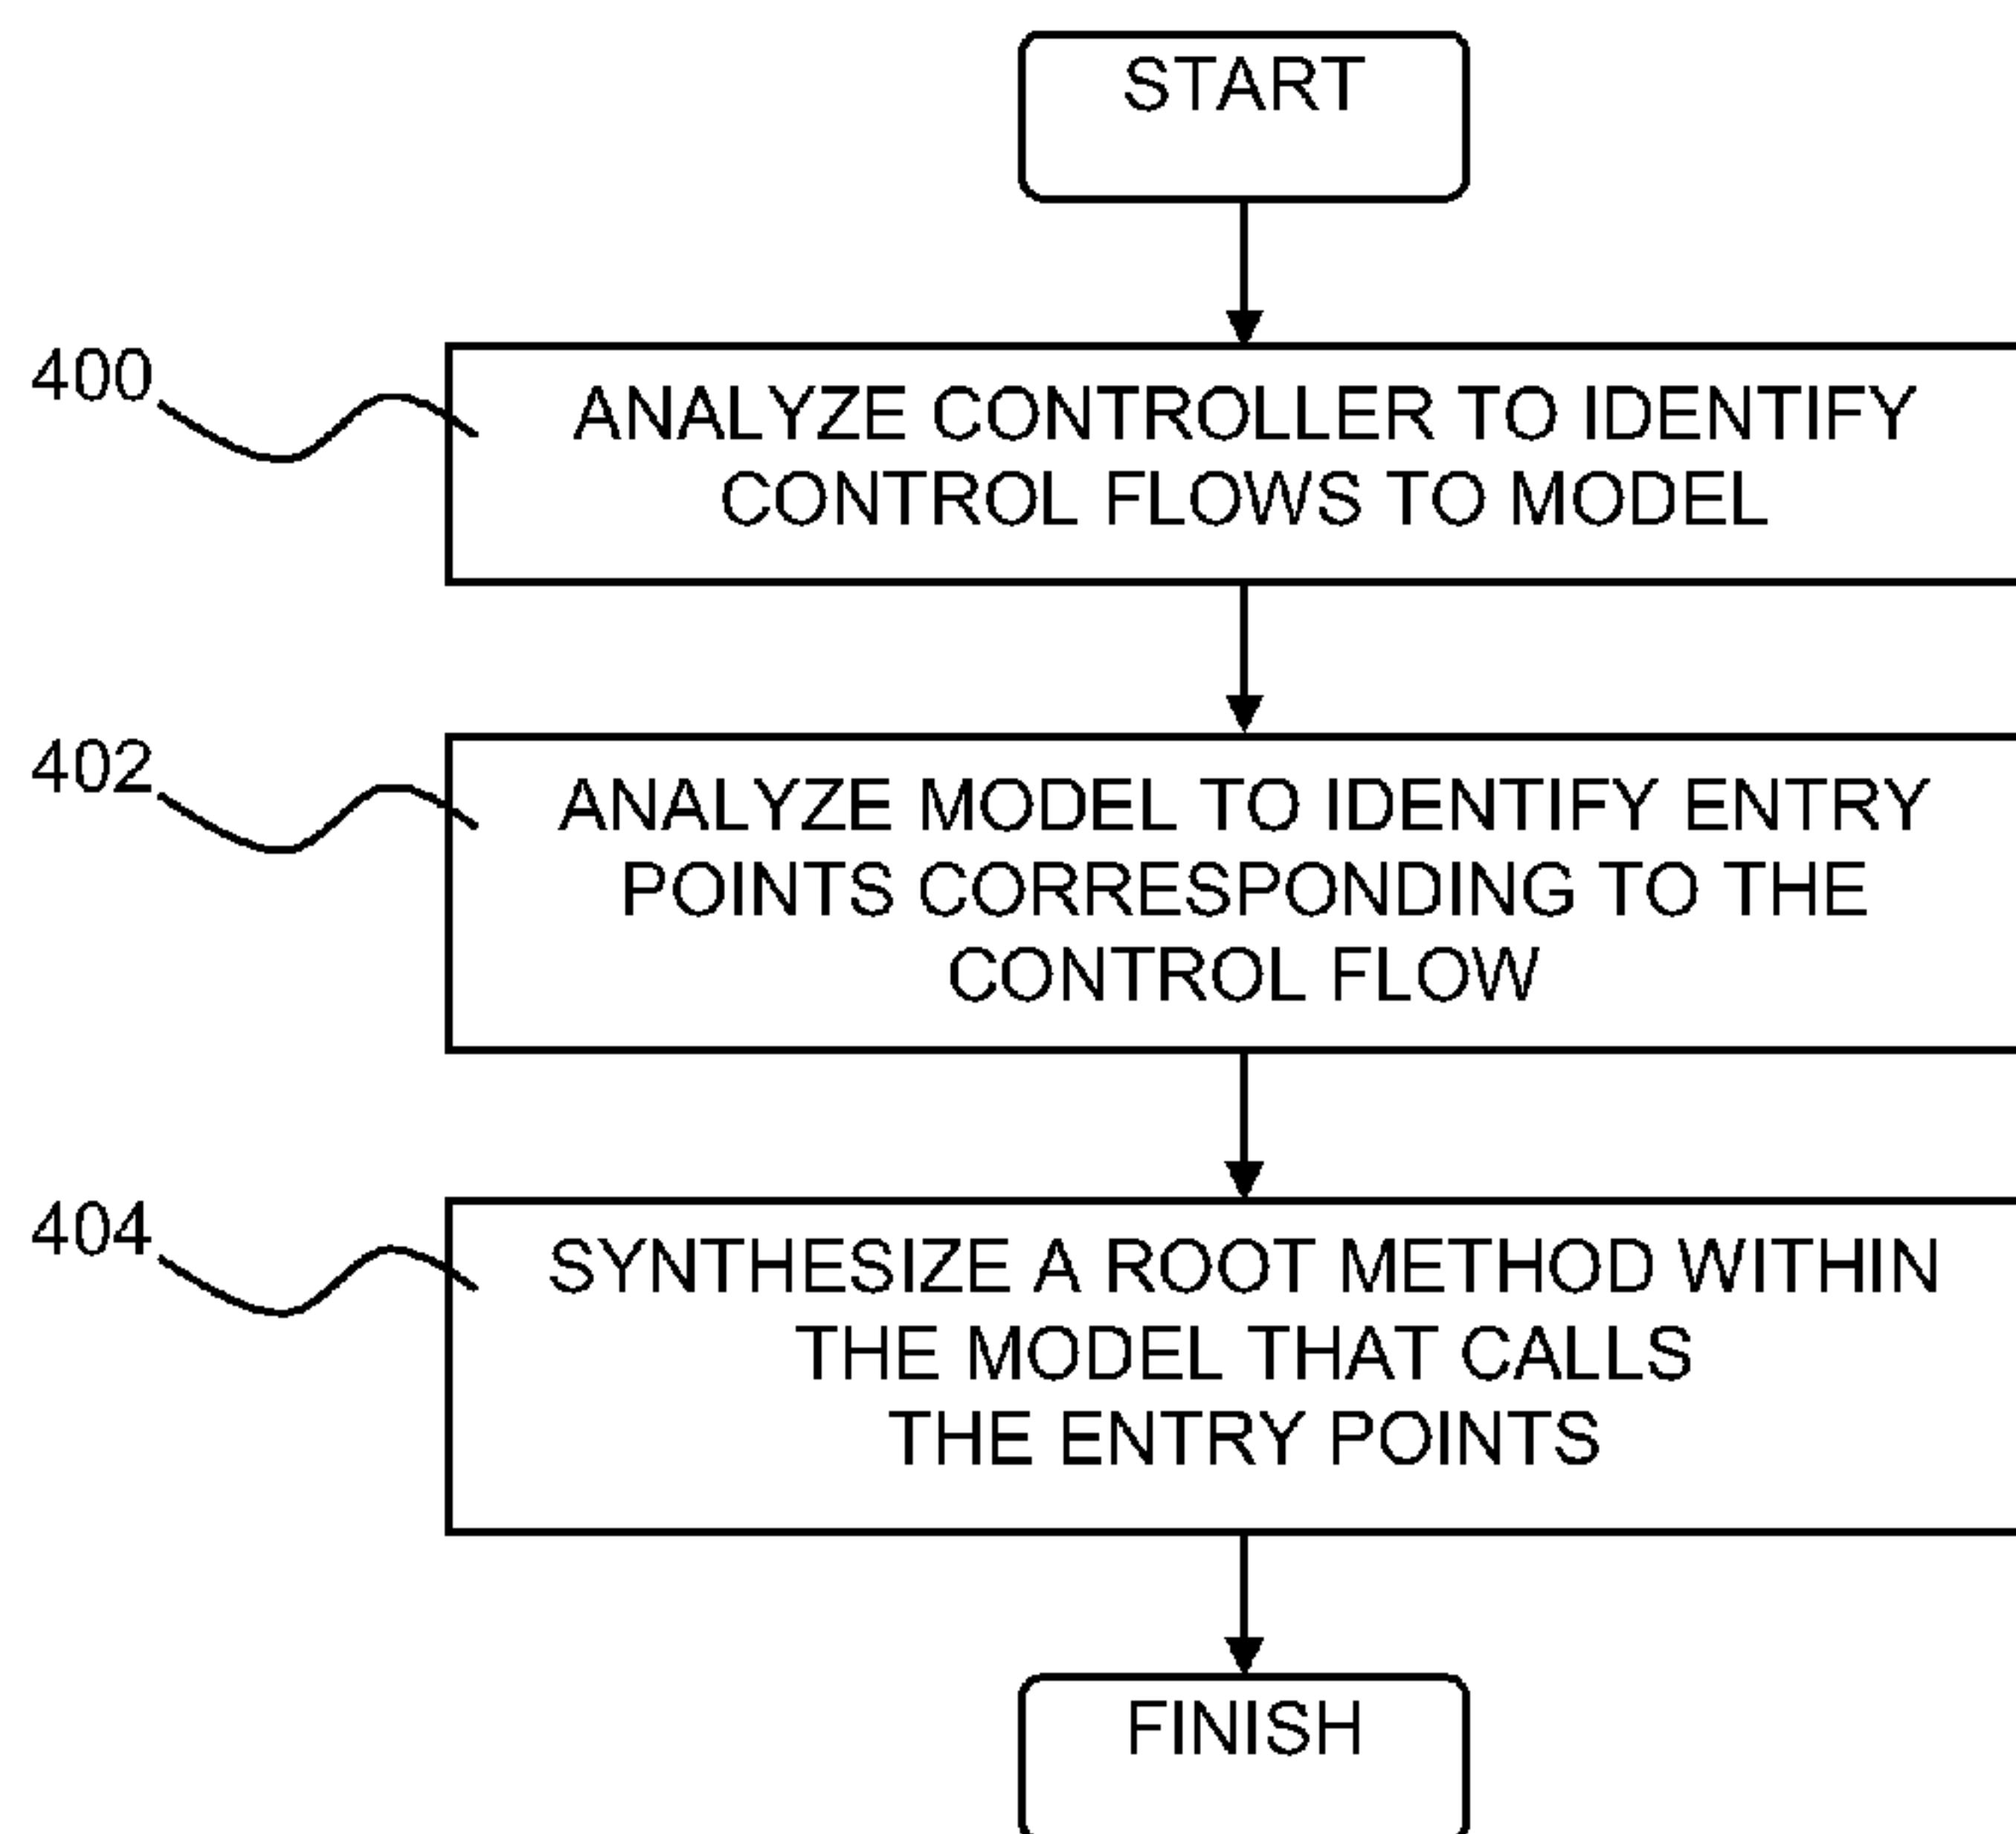 START
400
ANALYZE CONTROLLER TO IDENTIFY
CONTROL FLOWS TO MODEL
402
ANALYZE MODEL TO IDENTIFY ENTRY
POINTS CORRESPONDING TO THE
CONTROL FLOW
404
SYNTHESIZE A ROOT METHOD WITHIN
THE MODEL THAT CALLS
THE ENTRY POINTS
FINISH